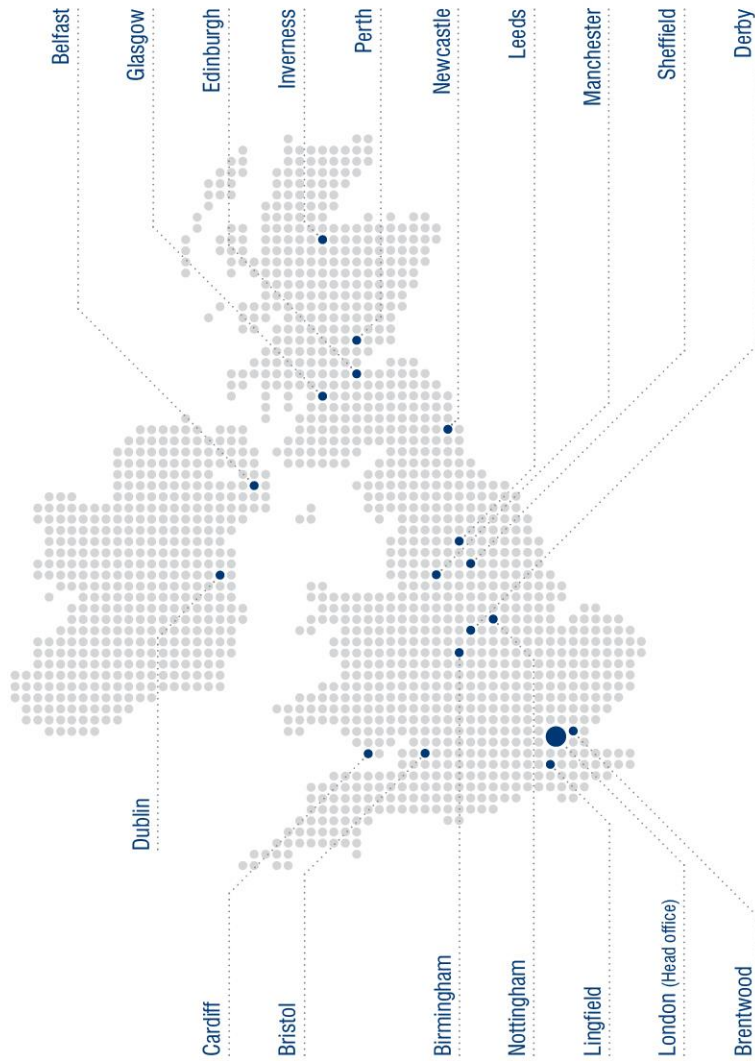 Belfast
Glasgow
Edinburgh
Inverness
Perth
Newcastle
Leeds
Manchester
Sheffield
Derby
Dublin
Cardiff
Bristol
Birmingham
Nottingham
Lingfield
London (Head office)
Brentwood